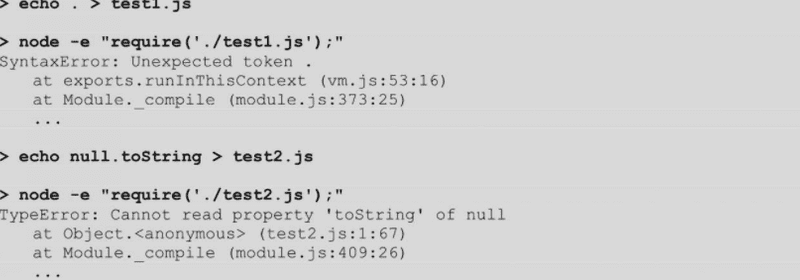 > echo . > test1.js
> node -e "require('./test1.js');"
SyntaxError: Unexpected token .
at exports.runInThisContext (vm.js:53:16)
at Module._compile (module.js:373:25)
...
> echo null.toString > test2.js
> node -e "require('./test2.js');"
TypeError: Cannot read property 'toString' of null
at Object.<anonymous> (test2.js:1:67)
at Module._compile (module.js:409:26)
...